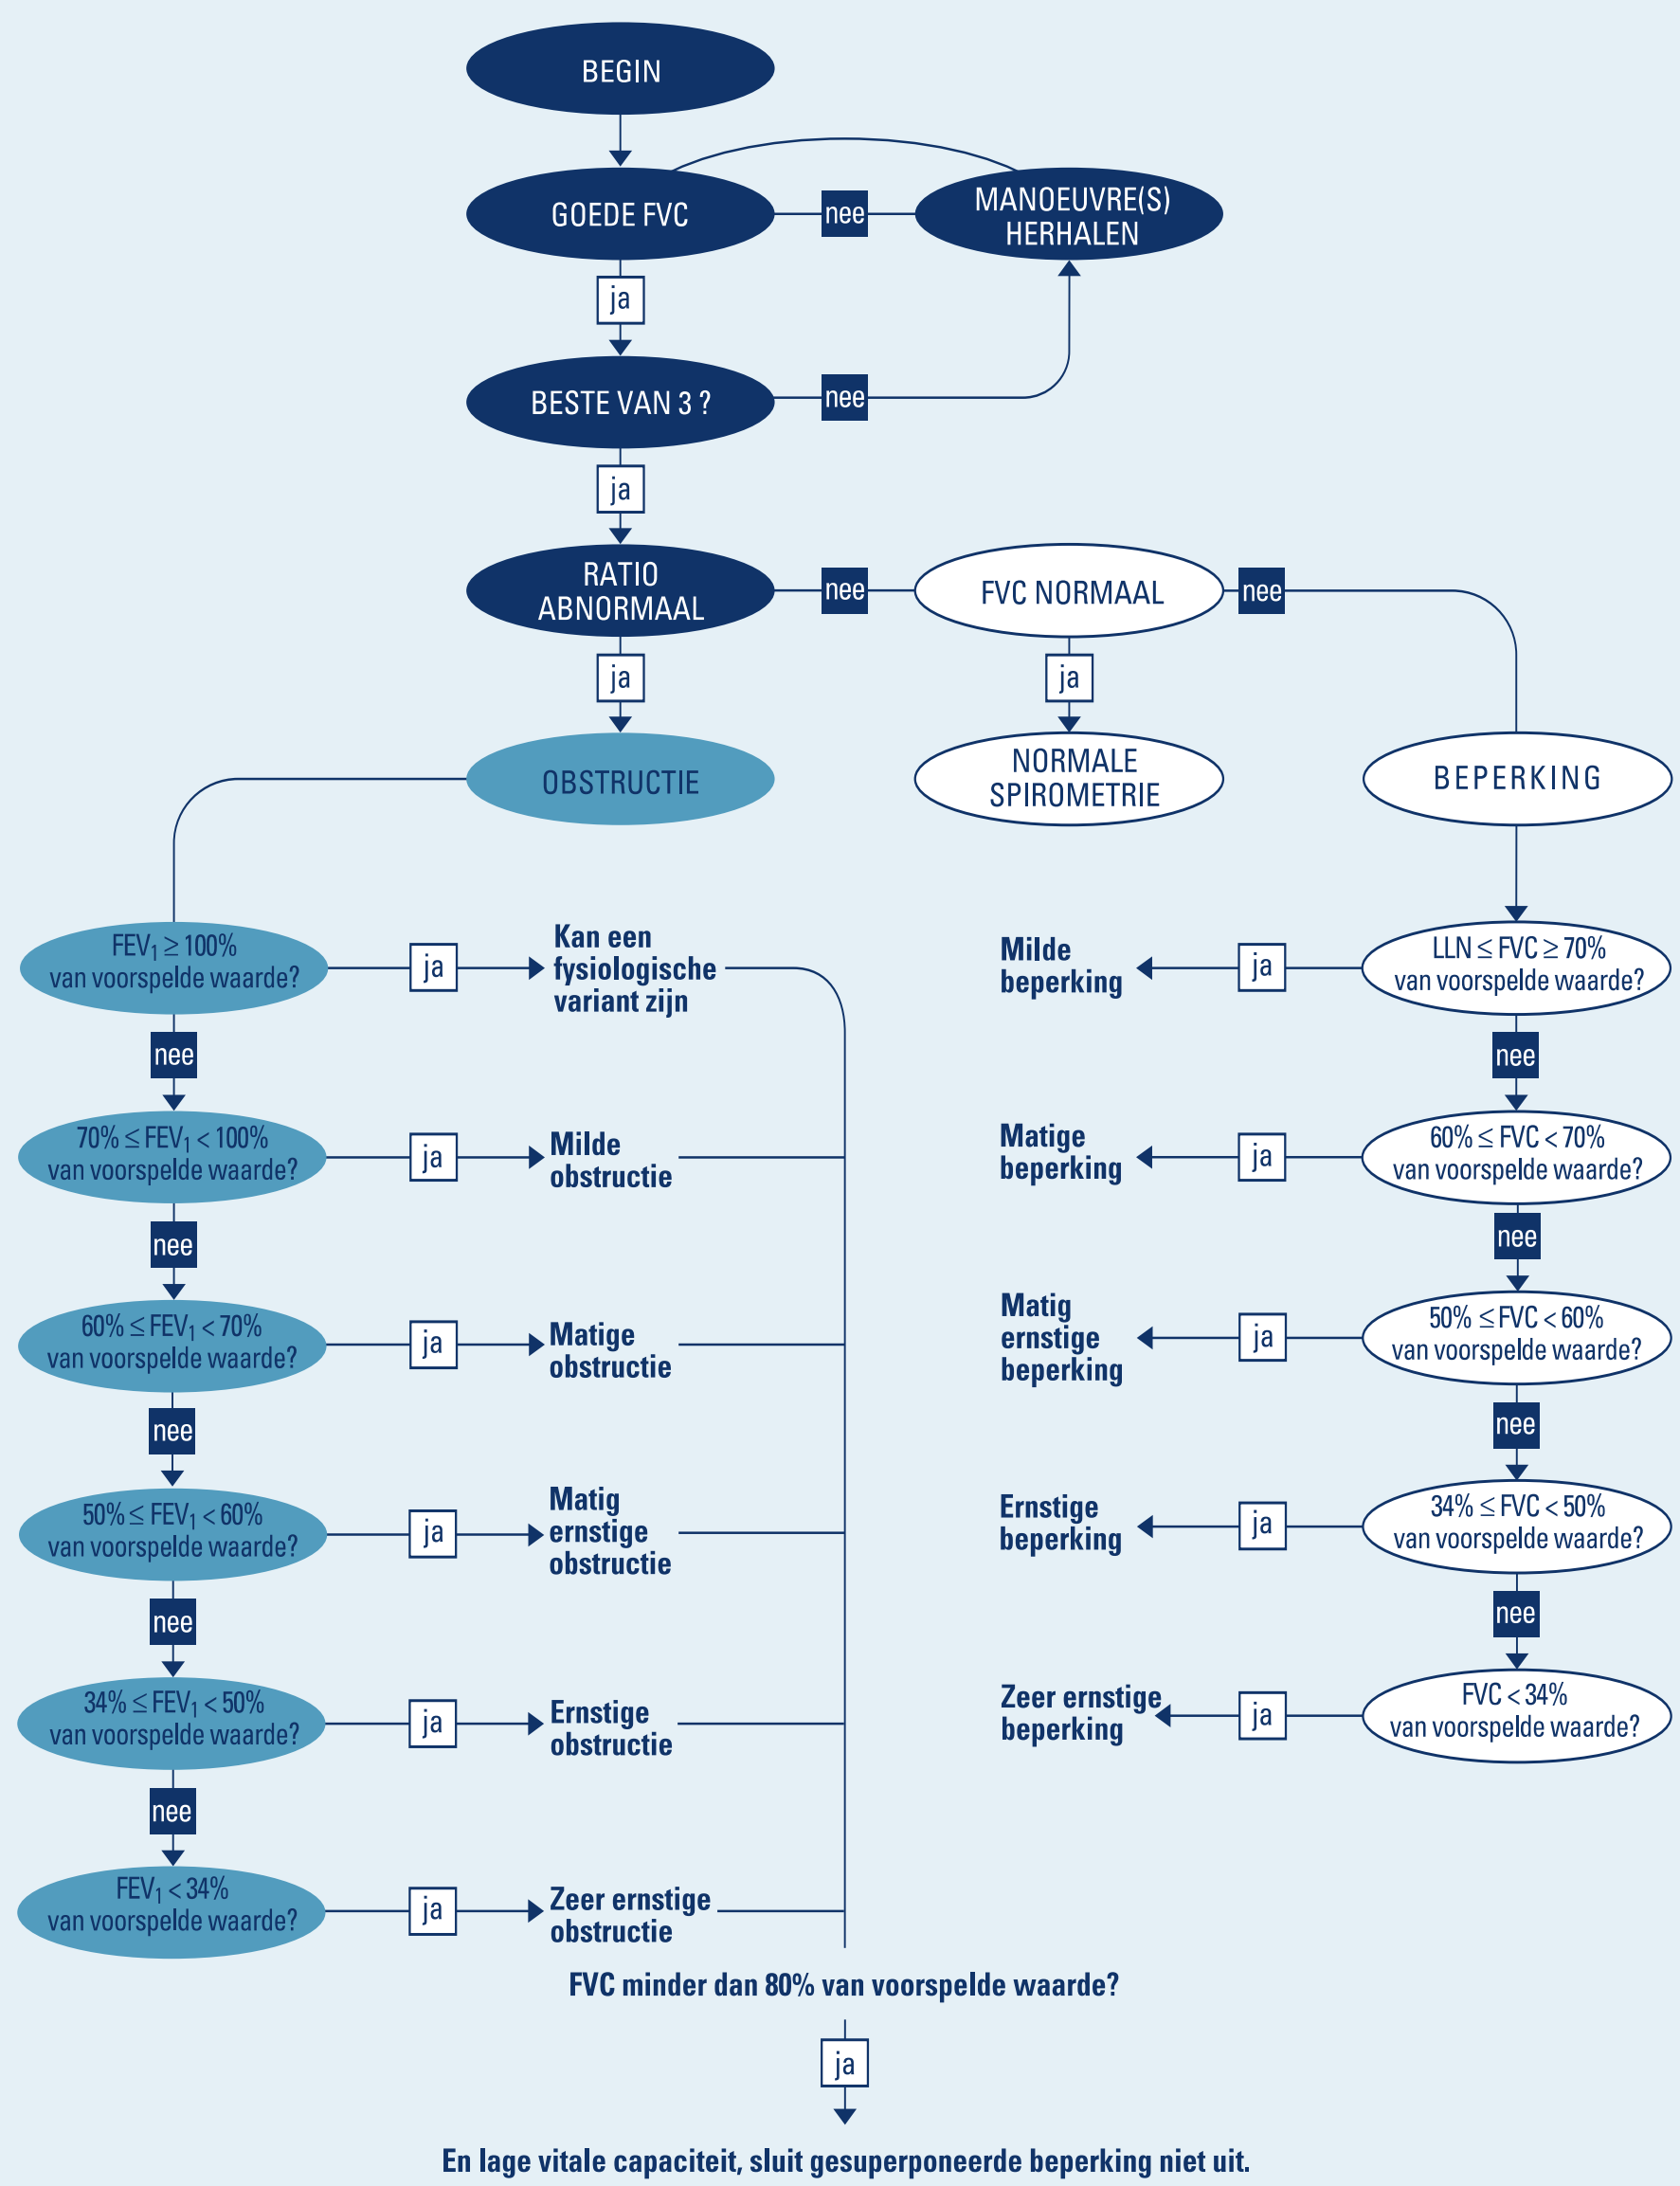 BEGIN
GOEDE FVC
nee
MANOEUVRE(S)
HERHALEN
ja
BESTE VAN 3 ?
nee
ja
RATIO
ABNORMAAL
nee
FVC NORMAAL
nee
ja
ja
OBSTRUCTIE
NORMALE
SPIROMETRIE
BEPERKING
FEV₁ ≥ 100%
van voorspelde waarde?
ja
Kan een
fysiologische
variant zijn
Milde
beperking
ja
LLN ≤ FVC ≥ 70%
van voorspelde waarde?
nee
nee
70% ≤ FEV₁ < 100%
van voorspelde waarde?
ja
Milde
obstructie
Matige
beperking
ja
60% ≤ FVC < 70%
van voorspelde waarde?
nee
nee
60% ≤ FEV₁ < 70%
van voorspelde waarde?
ja
Matige
obstructie
Matig
ernstige
beperking
ja
50% ≤ FVC < 60%
van voorspelde waarde?
nee
nee
50% ≤ FEV₁ < 60%
van voorspelde waarde?
ja
Matig
ernstige
obstructie
Ernstige
beperking
ja
34% ≤ FVC < 50%
van voorspelde waarde?
nee
nee
34% ≤ FEV₁ < 50%
van voorspelde waarde?
ja
Ernstige
obstructie
Zeer ernstige
beperking
ja
FVC < 34%
van voorspelde waarde?
nee
FEV₁ < 34%
van voorspelde waarde?
ja
Zeer ernstige
obstructie
FVC minder dan 80% van voorspelde waarde?
ja
En lage vitale capaciteit, sluit gesuperponeerde beperking niet uit.